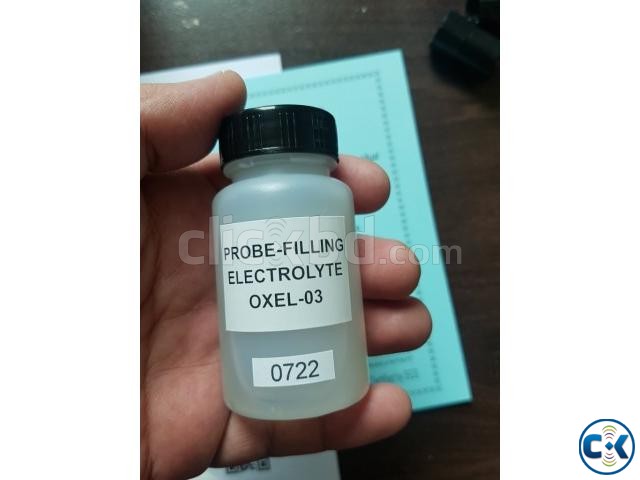 PROBE-FILLING
ELECTROLYTE
OXEL-03
0722
clickbd.com